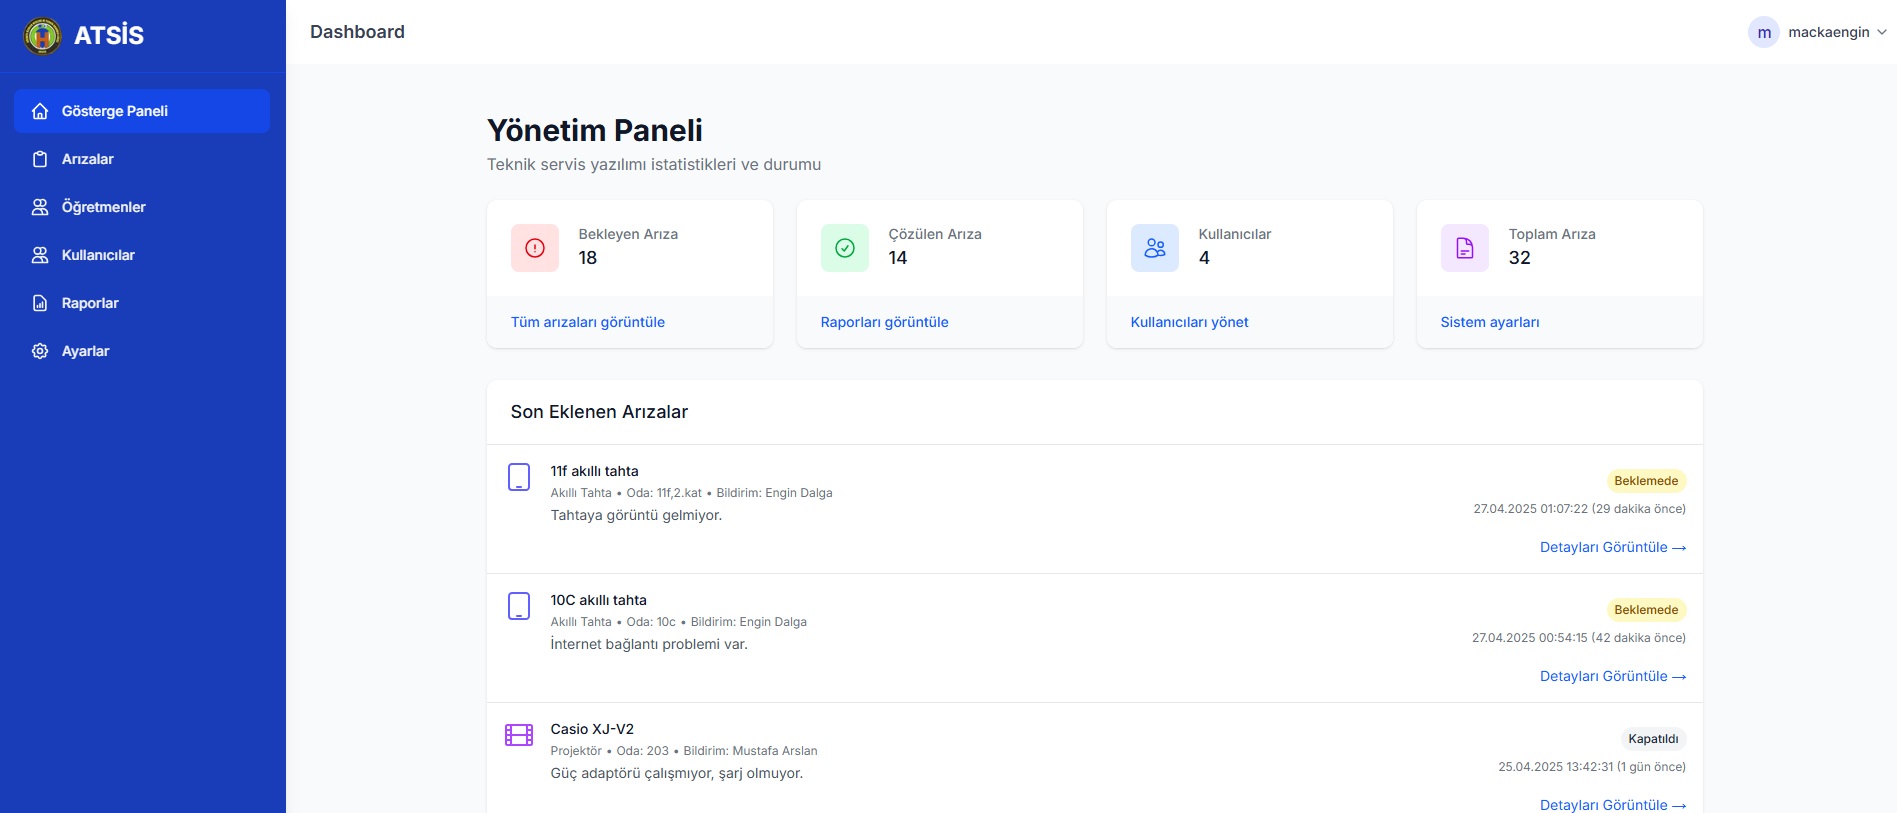 ATSİS
Dashboard
m mackaengin
Gösterge Paneli
Arızalar
Öğretmenler
Kullanıcılar
Raporlar
Ayarlar
Yönetim Paneli
Teknik servis yazılımı istatistikleri ve durumu
Bekleyen Arıza
18
Tüm arızaları görüntüle
Çözülen Arıza
14
Raporları görüntüle
Kullanıcılar
4
Kullanıcıları yönet
Toplam Arıza
32
Sistem ayarları
Son Eklenen Arızalar
11f akıllı tahta
Akıllı Tahta • Oda: 11f,2.kat • Bildirim: Engin Dalga
Tahtaya görüntü gelmiyor.
Beklemede
27.04.2025 01:07:22 (29 dakika önce)
Detayları Görüntüle →
10C akıllı tahta
Akıllı Tahta • Oda: 10c • Bildirim: Engin Dalga
İnternet bağlantı problemi var.
Beklemede
27.04.2025 00:54:15 (42 dakika önce)
Detayları Görüntüle →
Casio XJ-V2
Projektör • Oda: 203 • Bildirim: Mustafa Arslan
Güç adaptörü çalışmıyor, şarj olmuyor.
Kapatıldı
25.04.2025 13:42:31 (1 gün önce)
Detayları Görüntüle →